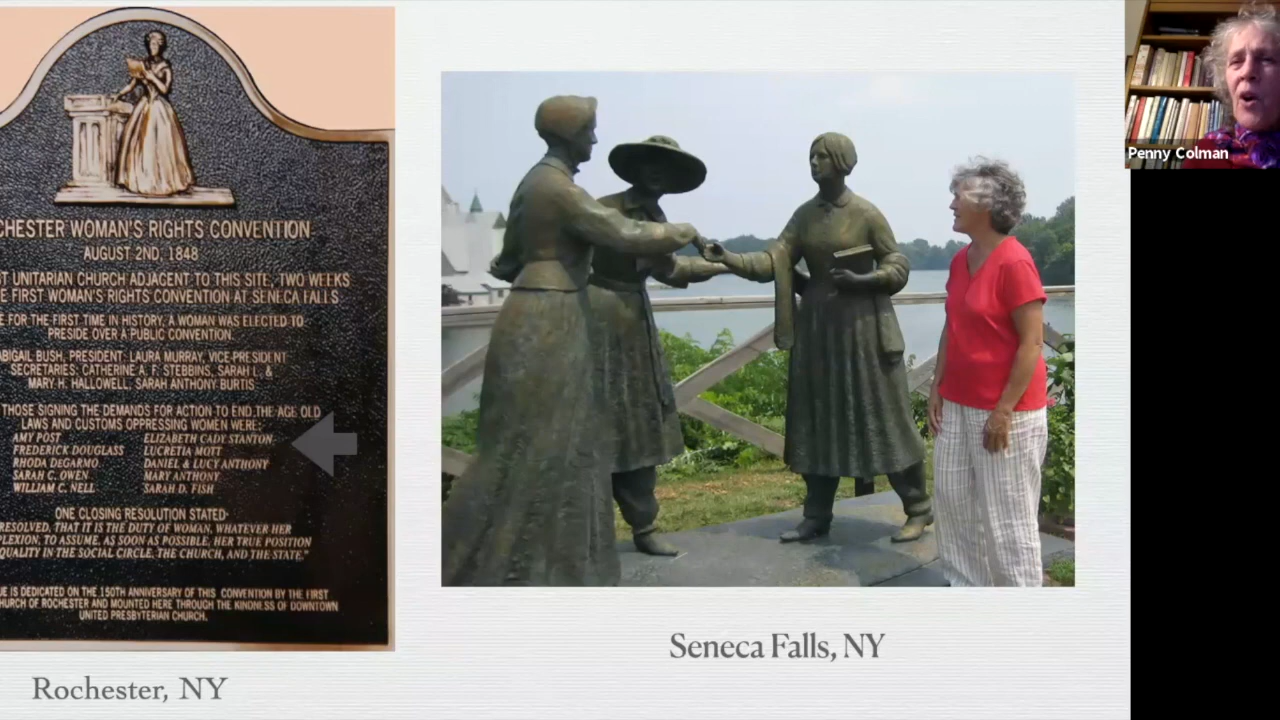 CHESTER WOMAN'S RIGHTS CONVENTION
AUGUST 2ND, 1848
T UNITARIAN CHURCH ADJACENT TO THIS SITE, TWO WEEKS
E FIRST WOMAN'S RIGHTS CONVENTION AT SENECA FALLS
E FOR THE FIRST TIME IN HISTORY, A WOMAN WAS ELECTED TO
PRESIDE OVER A PUBLIC CONVENTION.
ABIGAIL BUSH, PRESIDENT: LAURA MURRAY, VICE-PRESIDENT
SECRETARIES: CATHERINE A. F. STEBBINS, SARAH L. &
MARY H. HALLOWELL, SARAH ANTHONY BURTIS
THOSE SIGNING THE DEMANDS FOR ACTION TO END THE AGE OLD
LAWS AND CUSTOMS OPPRESSING WOMEN WERE:
AMY POST ELIZABETH CADY STANTON
FREDERICK DOUGLASS LUCRETIA MOTT
RHODA DEGARMO DANIEL & LUCY ANTHONY
SARAH C. OWEN MARY ANTHONY
WILLIAM C. NELL SARAH D. FISH
ONE CLOSING RESOLUTION STATED
RESOLVED, THAT IT IS THE DUTY OF WOMAN, WHATEVER HER
PLEXION, TO ASSUME, AS SOON AS POSSIBLE, HER TRUE POSITION
QUALITY IN THE SOCIAL CIRCLE, THE CHURCH, AND THE STATE."
UE IS DEDICATED ON THE 150TH ANNIVERSARY OF THIS CONVENTION BY THE FIRST
HURCH OF ROCHESTER AND MOUNTED HERE THROUGH THE KINDNESS OF DOWNTOWN
UNITED PRESBYTERIAN CHURCH.
Rochester, NY
Seneca Falls, NY
Penny Colman